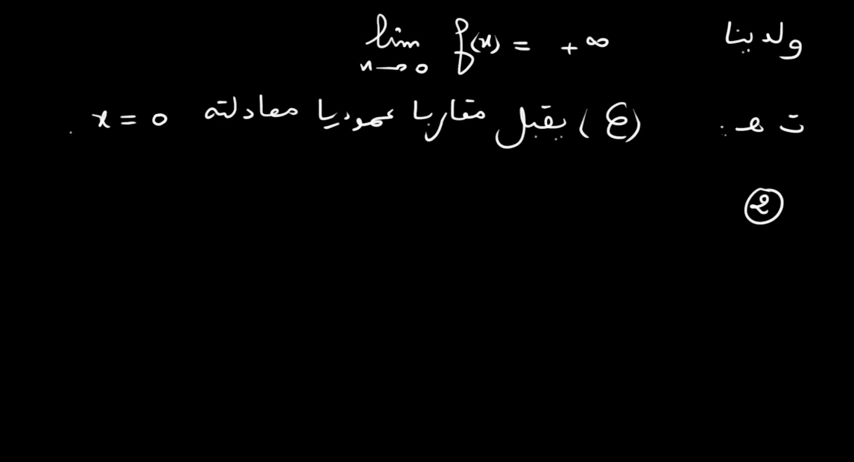 ولدينا lim f(x) = +∞
x→0
ت هـ: (C) يقبل مقاربا عموديا معادلته x = 0
②